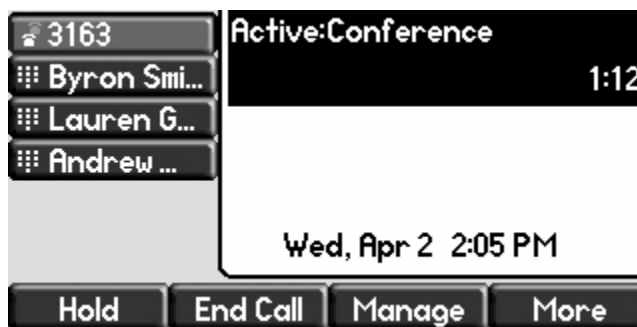 3163
Active:Conference
Byron Smi...
1:12
Lauren G...
Andrew ...
Wed, Apr 2 2:05 PM
Hold End Call Manage More